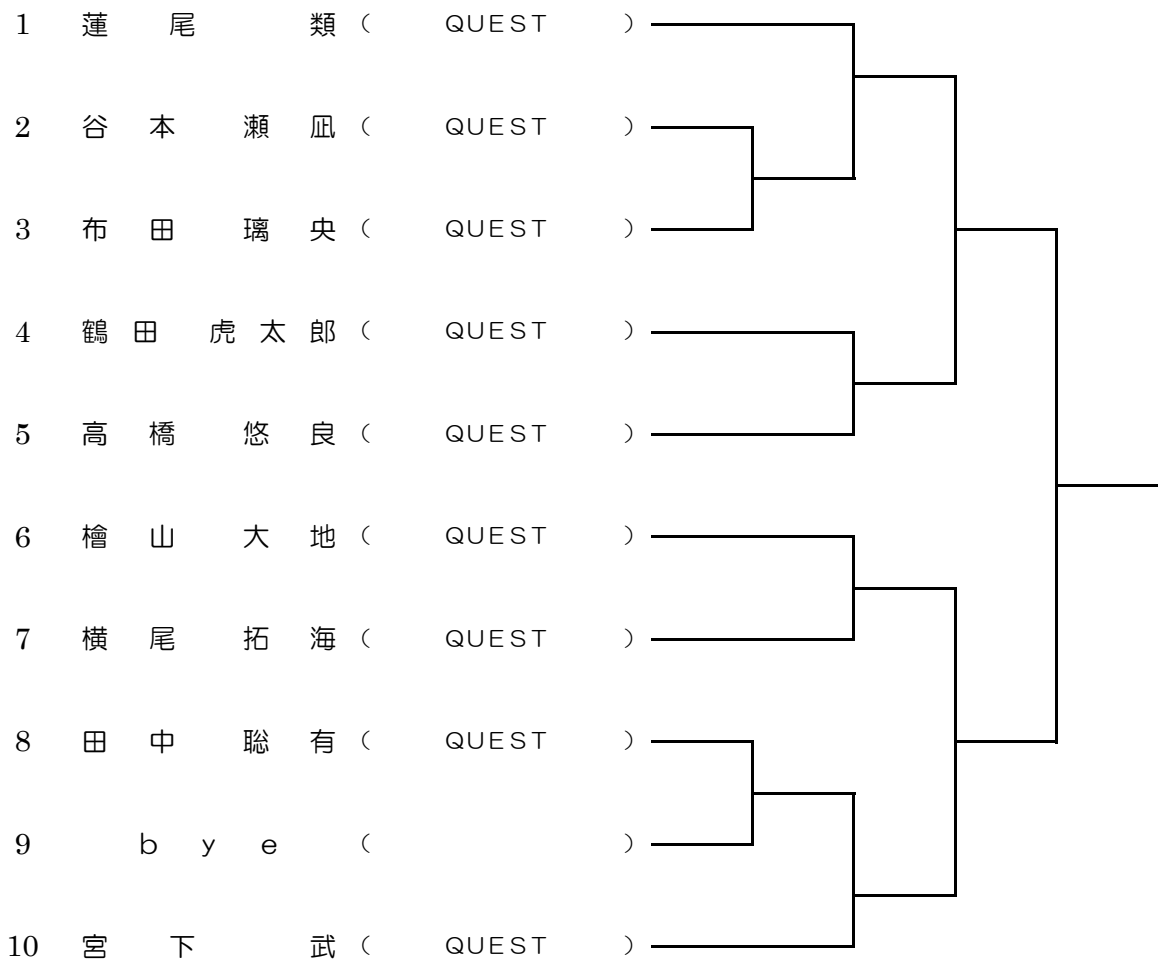 1 蓮尾 類 ( QUEST )
2 谷本 瀬凪 ( QUEST )
3 布田 璃央 ( QUEST )
4 鶴田 虎太郎 ( QUEST )
5 高橋 悠良 ( QUEST )
6 檜山 大地 ( QUEST )
7 横尾 拓海 ( QUEST )
8 田中 聡有 ( QUEST )
9 bye ( )
10 宮下 武 ( QUEST )